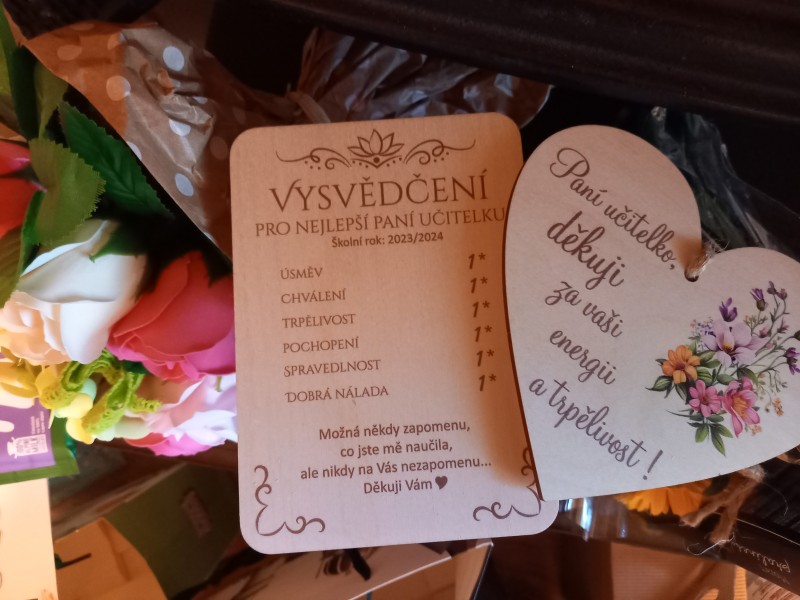 VYSVĚDČENÍ
PRO NEJLEPŠÍ PANÍ UČITELKU
Školní rok: 2023/2024
ÚSMĚV 1*
CHVÁLENÍ 1*
TRPĚLIVOST 1*
POCHOPENÍ 1*
SPRAVEDLNOST 1*
DOBRÁ NÁLADA 1*
Možná někdy zapomenu,
co jste mě naučila,
ale nikdy na Vás nezapomenu...
Děkuji Vám
Paní učitelko,
děkuji
za vaši
energii
a trpělivost !